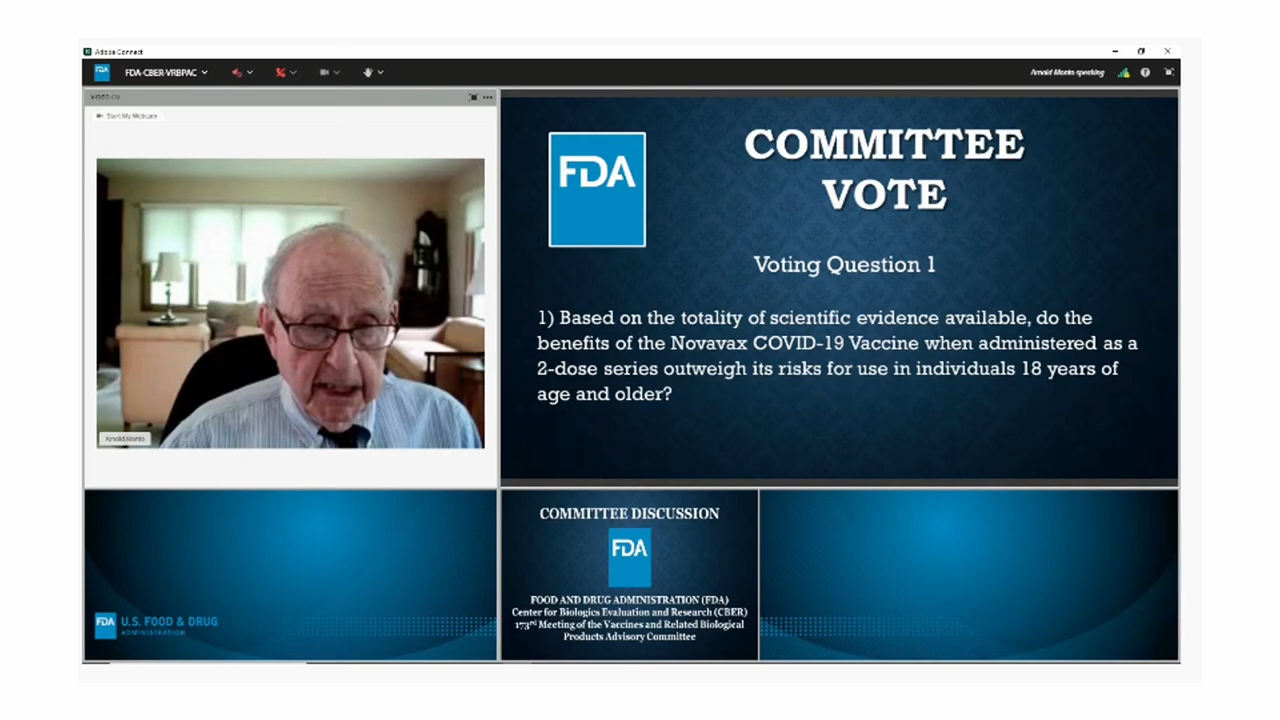 Adobe Connect
FDA
FDA-CBER-VRBPAC
Arnold Monto speaking
VIDEO (1)
Start My Webcam
Arnold Monto
FDA
COMMITTEE
VOTE
Voting Question 1
1) Based on the totality of scientific evidence available, do the
benefits of the Novavax COVID-19 Vaccine when administered as a
2-dose series outweigh its risks for use in individuals 18 years of
age and older?
FDA U.S. FOOD & DRUG
ADMINISTRATION
COMMITTEE DISCUSSION
FDA
FOOD AND DRUG ADMINISTRATION (FDA)
Center for Biologics Evaluation and Research (CBER)
173rd Meeting of the Vaccines and Related Biological
Products Advisory Committee